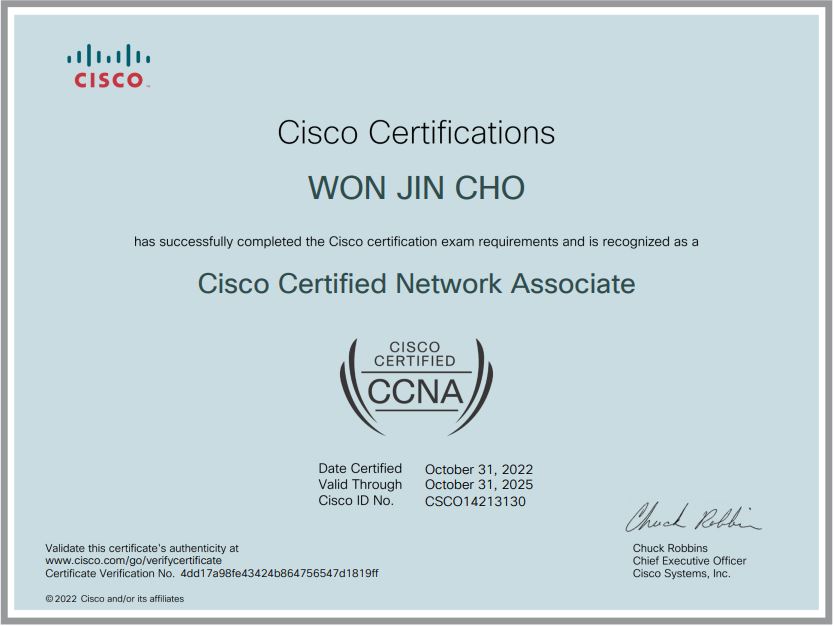 CISCO
Cisco Certifications
WON JIN CHO
has successfully completed the Cisco certification exam requirements and is recognized as a
Cisco Certified Network Associate
CISCO
CERTIFIED
CCNA
Date Certified October 31, 2022
Valid Through October 31, 2025
Cisco ID No. CSCO14213130
Chuck Robbins
Validate this certificate's authenticity at
www.cisco.com/go/verifycertificate
Certificate Verification No. 4dd17a98fe43424b864756547d1819ff
Chuck Robbins
Chief Executive Officer
Cisco Systems, Inc.
©2022 Cisco and/or its affiliates